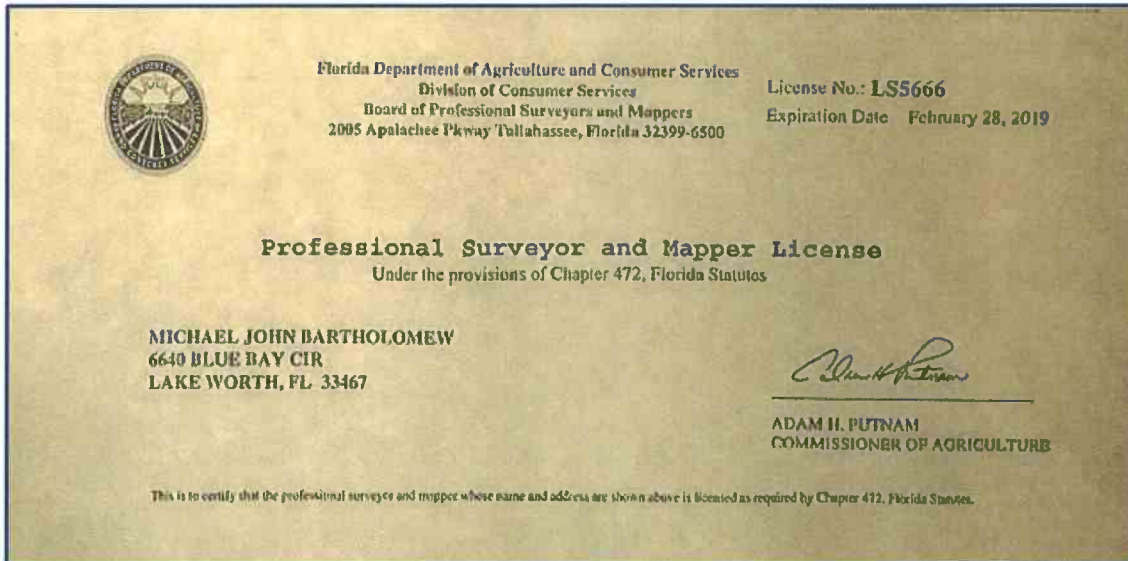 Florida Department of Agriculture and Consumer Services
Division of Consumer Services
Board of Professional Surveyors and Mappers
2005 Apalachee Pkway Tallahassee, Florida 32399-6500
License No.: LS5666
Expiration Date February 28, 2019
Professional Surveyor and Mapper License
Under the provisions of Chapter 472, Florida Statutes
MICHAEL JOHN BARTHOLOMEW
6640 BLUE BAY CIR
LAKE WORTH, FL 33467
ADAM H. PUTNAM
COMMISSIONER OF AGRICULTURE
This is to certify that the professional surveyor and mapper whose name and address are shown above is licensed as required by Chapter 472, Florida Statutes.